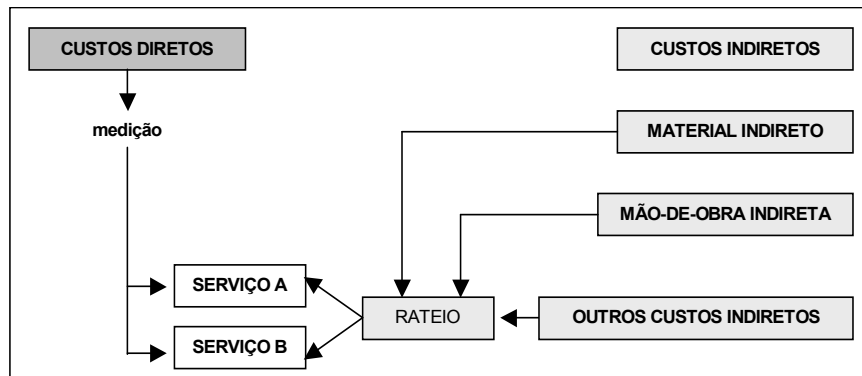 CUSTOS DIRETOS
CUSTOS INDIRETOS
medição
MATERIAL INDIRETO
MÃO-DE-OBRA INDIRETA
SERVIÇO A
RATEIO
OUTROS CUSTOS INDIRETOS
SERVIÇO B